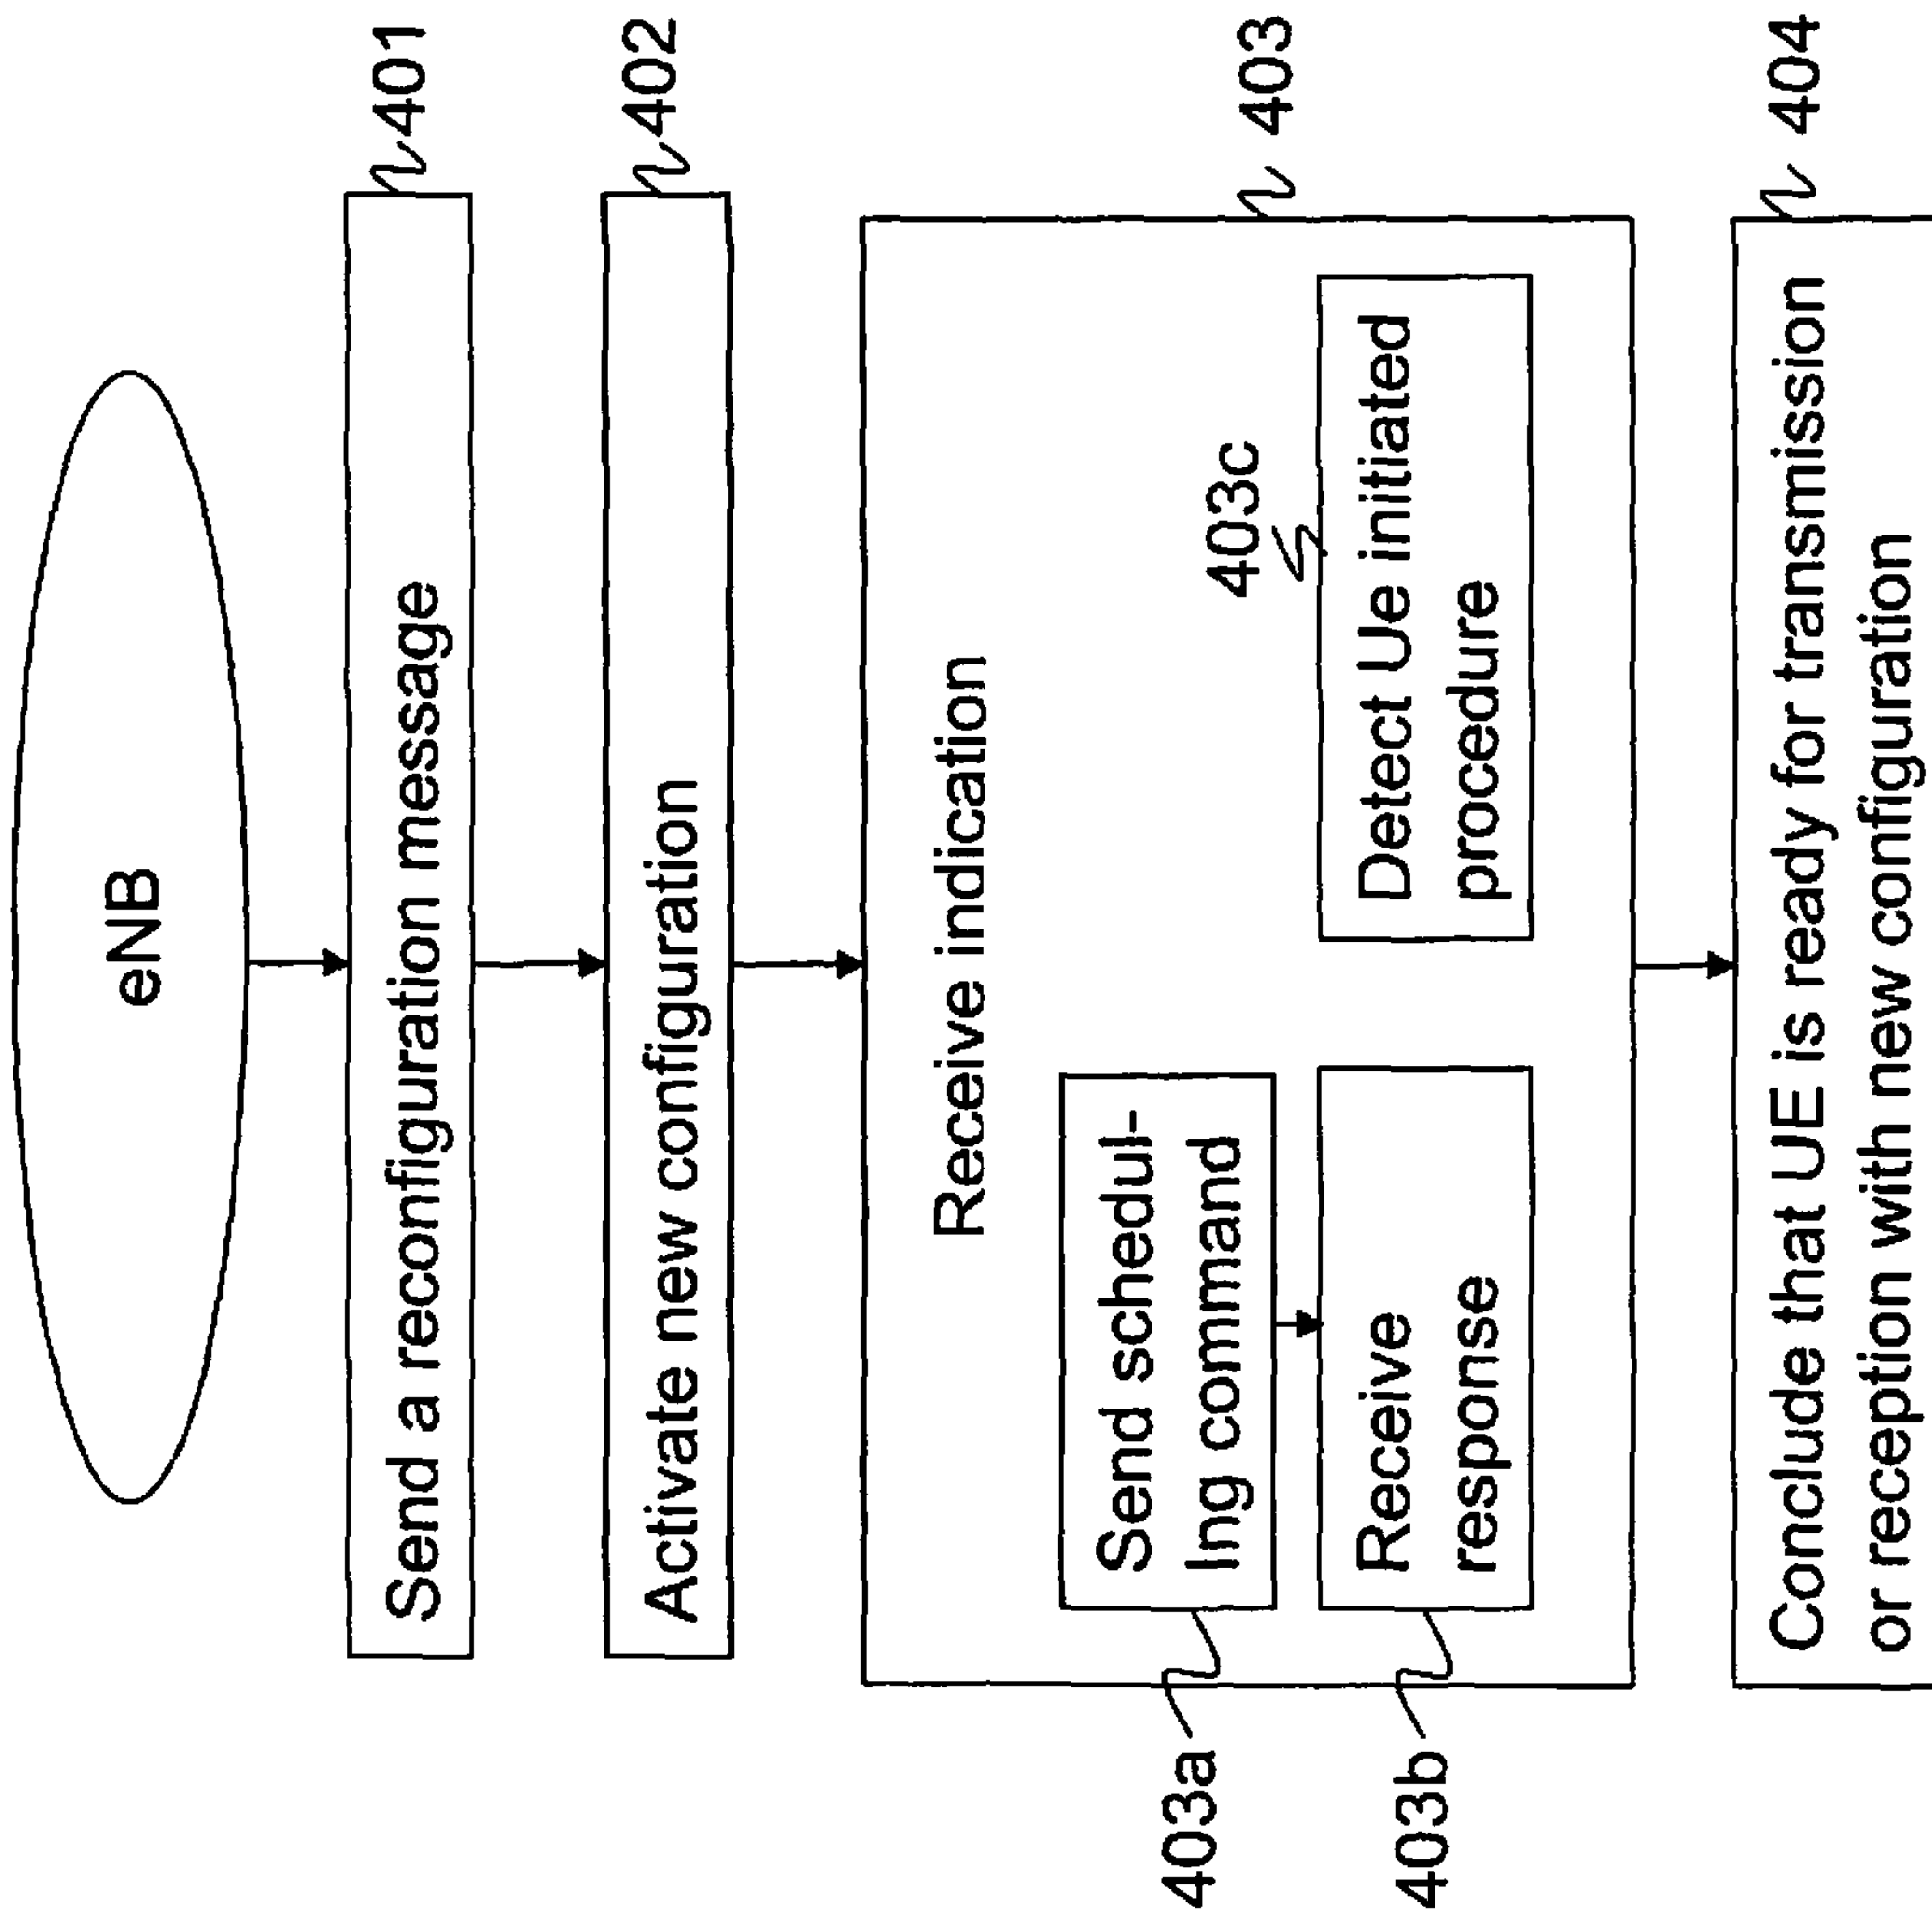 eNB
Send a reconfiguration message
401
Activate new configuration
402
Receive indication
403
Send schedul-
Ing command
403a
Receive
response
403b
403c
Detect Ue initiated
procedure
Conclude that UE is ready for transmission
or reception with new configuration
404